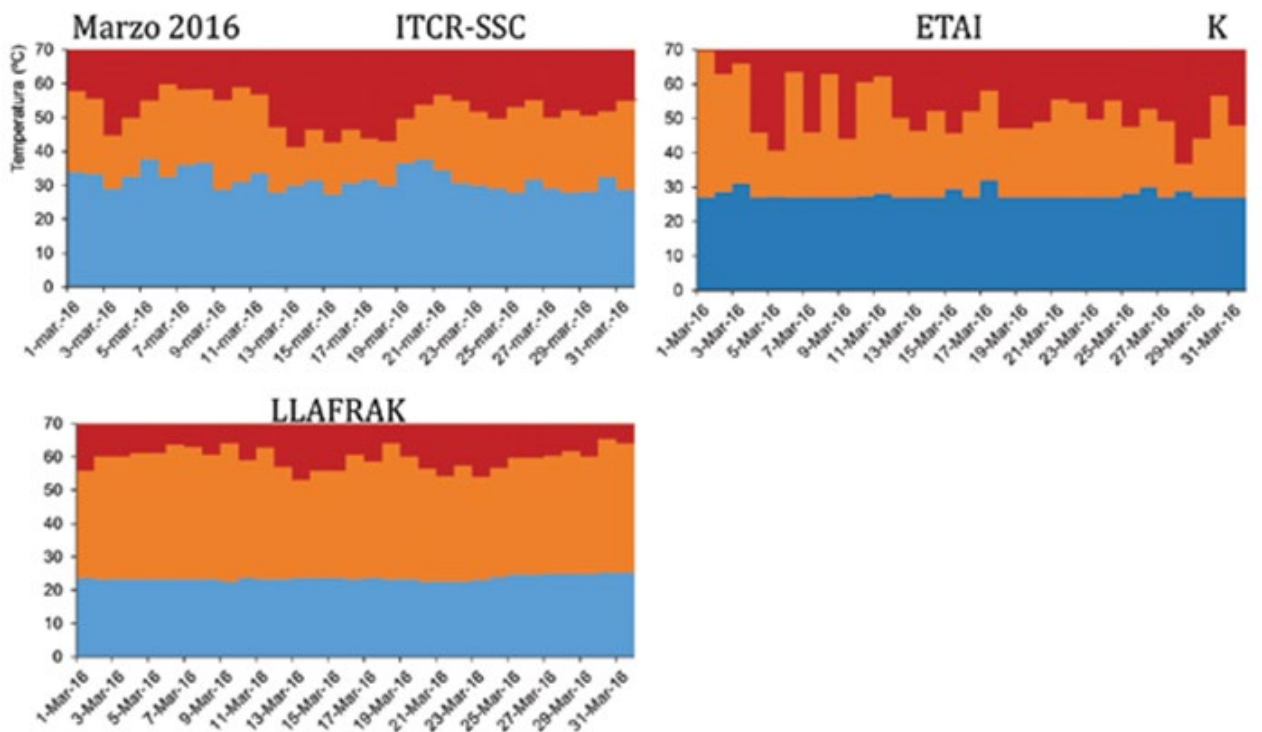 Marzo 2016 ITCR-SSC
Temperatura (ºC)
70
60
50
40
30
20
10
0
1-mar.-16
3-mar.-16
5-mar.-16
7-mar.-16
9-mar.-16
11-mar.-16
13-mar.-16
15-mar.-16
17-mar.-16
19-mar.-16
21-mar.-16
23-mar.-16
25-mar.-16
27-mar.-16
29-mar.-16
31-mar.-16
ETAI K
70
60
50
40
30
20
10
0
1-Mar-16
3-Mar-16
5-Mar-16
7-Mar-16
9-Mar-16
11-Mar-16
13-Mar-16
15-Mar-16
17-Mar-16
19-Mar-16
21-Mar-16
23-Mar-16
25-Mar-16
27-Mar-16
29-Mar-16
31-Mar-16
LLAFRAK
70
60
50
40
30
20
10
0
1-Mar-16
3-Mar-16
5-Mar-16
7-Mar-16
9-Mar-16
11-Mar-16
13-Mar-16
15-Mar-16
17-Mar-16
19-Mar-16
21-Mar-16
23-Mar-16
25-Mar-16
27-Mar-16
29-Mar-16
31-Mar-16